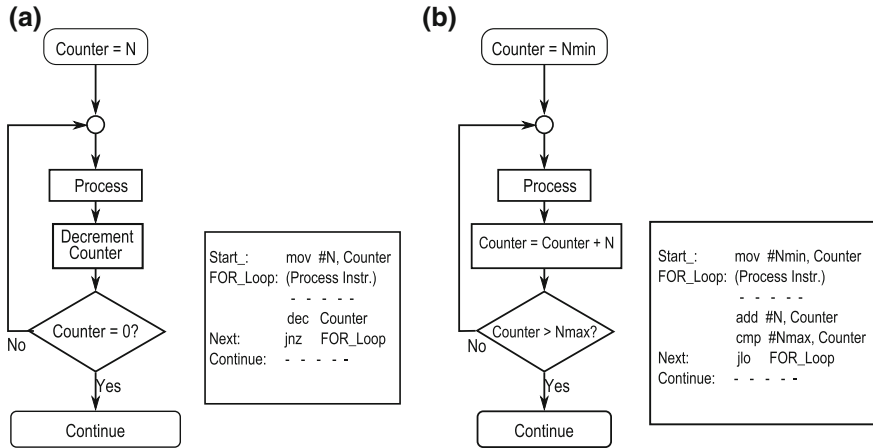 (a)
Counter = N
Process
Decrement
Counter
Counter = 0?
No
Yes
Continue
Start_: mov #N, Counter
FOR_Loop: (Process Instr.)
- - - - -
dec Counter
Next: jnz FOR_Loop
Continue: - - - - -
(b)
Counter = Nmin
Process
Counter = Counter + N
Counter > Nmax?
No
Yes
Continue
Start_: mov #Nmin, Counter
FOR_Loop: (Process Instr.)
- - - - -
add #N, Counter
cmp #Nmax, Counter
Next: jlo FOR_Loop
Continue: - - - - -